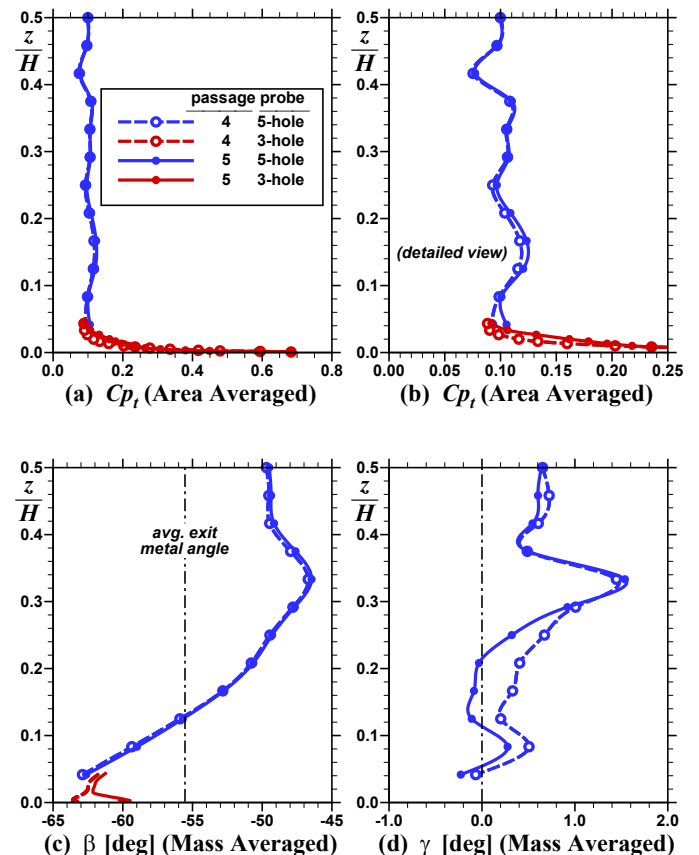 0.5
z
H
0.4
0.3
0.2
0.1
0.0
0.0 0.2 0.4 0.6 0.8
passage probe
4 5-hole
4 3-hole
5 5-hole
5 3-hole
(a) Cpₜ (Area Averaged)
0.5
z
H
0.4
0.3
0.2
0.1
0.0
0.00 0.05 0.10 0.15 0.20 0.25
(detailed view)
(b) Cpₜ (Area Averaged)
0.5
z
H
0.4
0.3
0.2
0.1
0.0
-65 -60 -55 -50 -45
avg. exit
metal angle
(c) β [deg] (Mass Averaged)
0.5
z
H
0.4
0.3
0.2
0.1
0.0
-1.0 0.0 1.0 2.0
(d) γ [deg] (Mass Averaged)